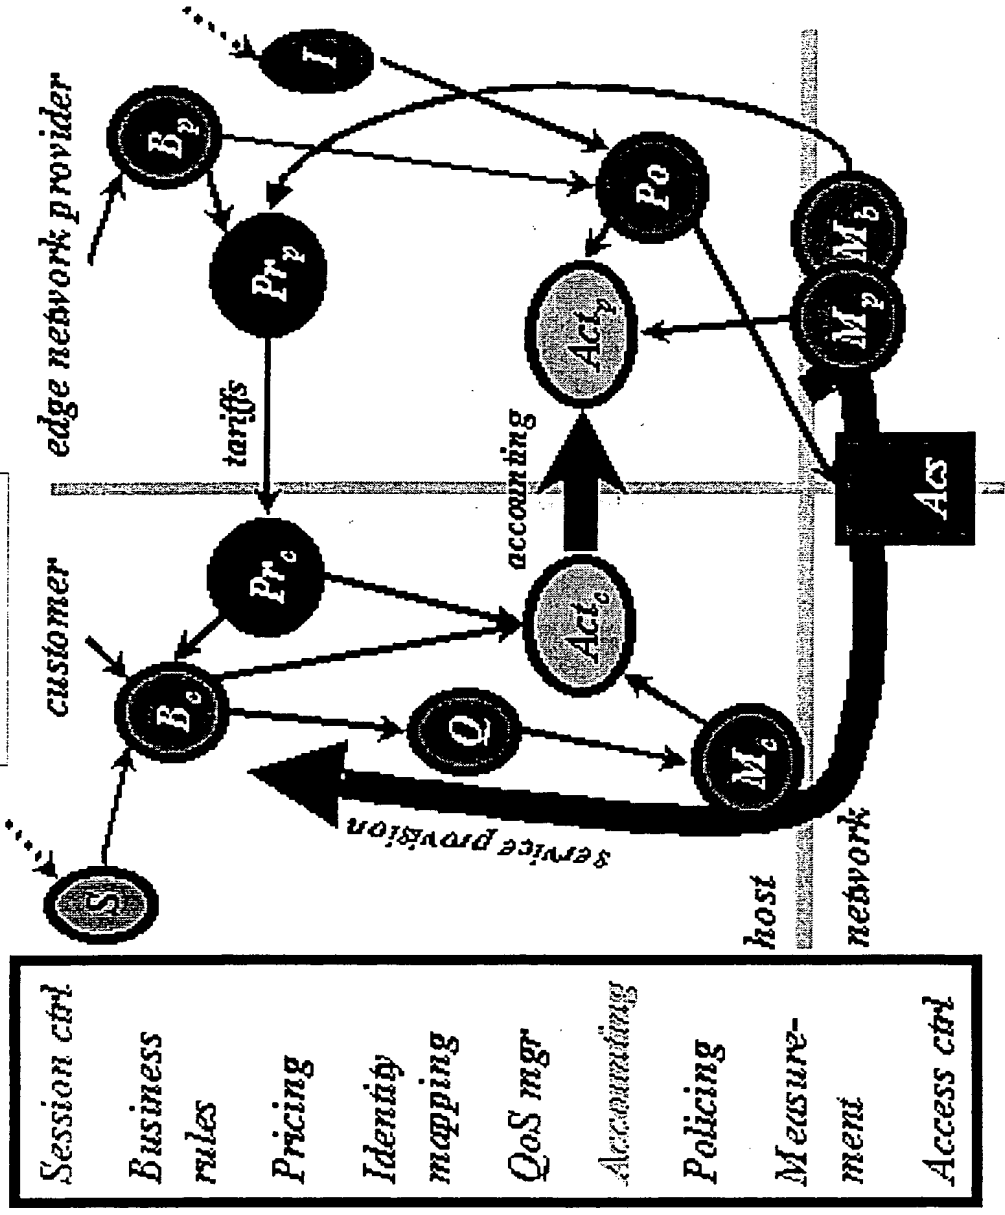 Session ctrl
Business
rules
Pricing
Identity
mapping
QoS mgr
Accounting
Policing
Measure-
ment
Access ctrl
customer
edge network provider
S
B c
B p
I
Pr c
tariffs
Pr p
Q
service provision
Act c
accounting
Act p
Po
M c
M p
M b
host
network
Acs